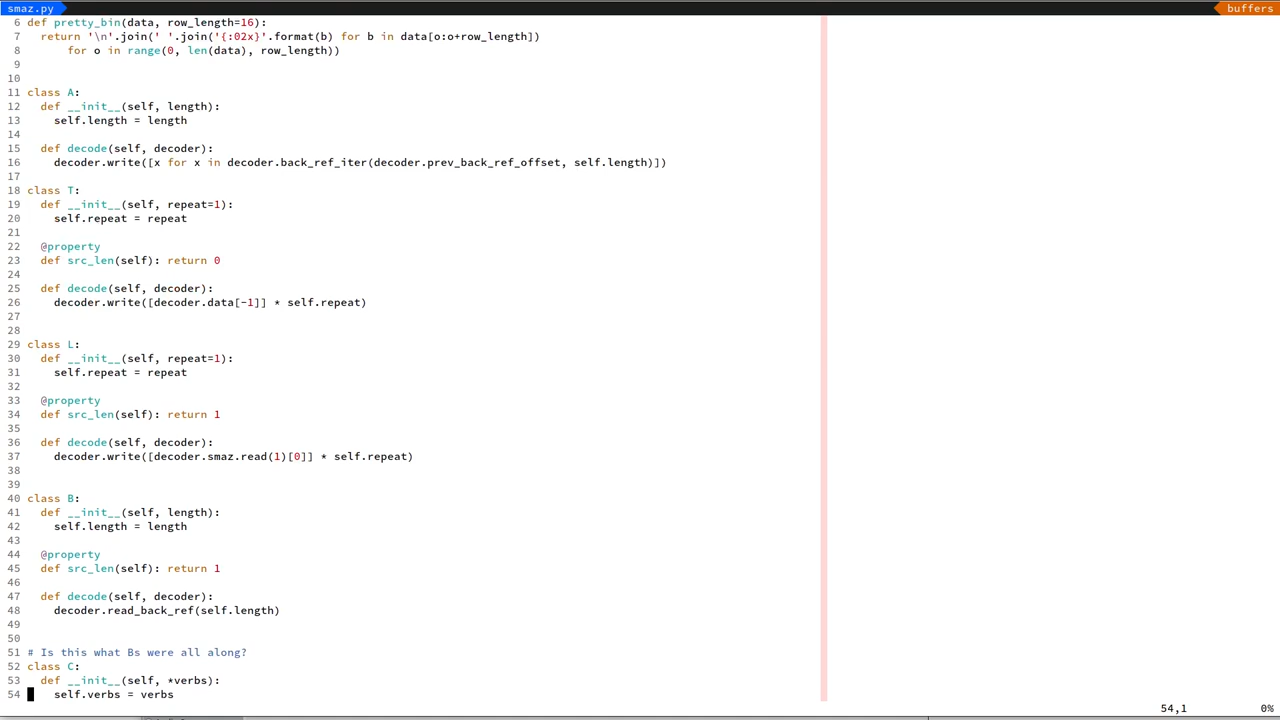 smaz.py
buffers
6 def pretty_bin(data, row_length=16):
7   return '\n'.join(' '.join('{:02x}'.format(b) for b in data[o:o+row_length])
8       for o in range(0, len(data), row_length))
9
10
11 class A:
12   def __init__(self, length):
13     self.length = length
14
15   def decode(self, decoder):
16     decoder.write([x for x in decoder.back_ref_iter(decoder.prev_back_ref_offset, self.length)])
17
18 class T:
19   def __init__(self, repeat=1):
20     self.repeat = repeat
21
22   @property
23   def src_len(self): return 0
24
25   def decode(self, decoder):
26     decoder.write([decoder.data[-1]] * self.repeat)
27
28
29 class L:
30   def __init__(self, repeat=1):
31     self.repeat = repeat
32
33   @property
34   def src_len(self): return 1
35
36   def decode(self, decoder):
37     decoder.write([decoder.smaz.read(1)[0]] * self.repeat)
38
39
40 class B:
41   def __init__(self, length):
42     self.length = length
43
44   @property
45   def src_len(self): return 1
46
47   def decode(self, decoder):
48     decoder.read_back_ref(self.length)
49
50
51 # Is this what Bs were all along?
52 class C:
53   def __init__(self, *verbs):
54     self.verbs = verbs
54,1 0%